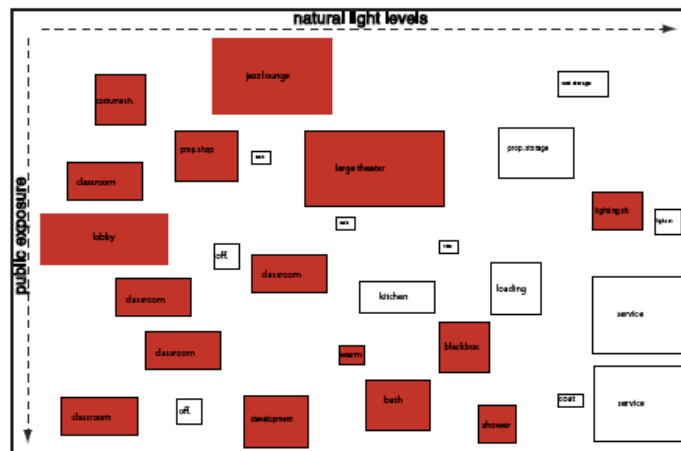 natural light levels
public exposure
jazz lounge
costume sh.
prop. shop
large theater
prop. storage
classroom
lighting sh.
lobby
off.
classroom
kitchen
loading
classroom
service
classroom
warm
blackbox
classroom
off.
development
bath
shower
coat
service